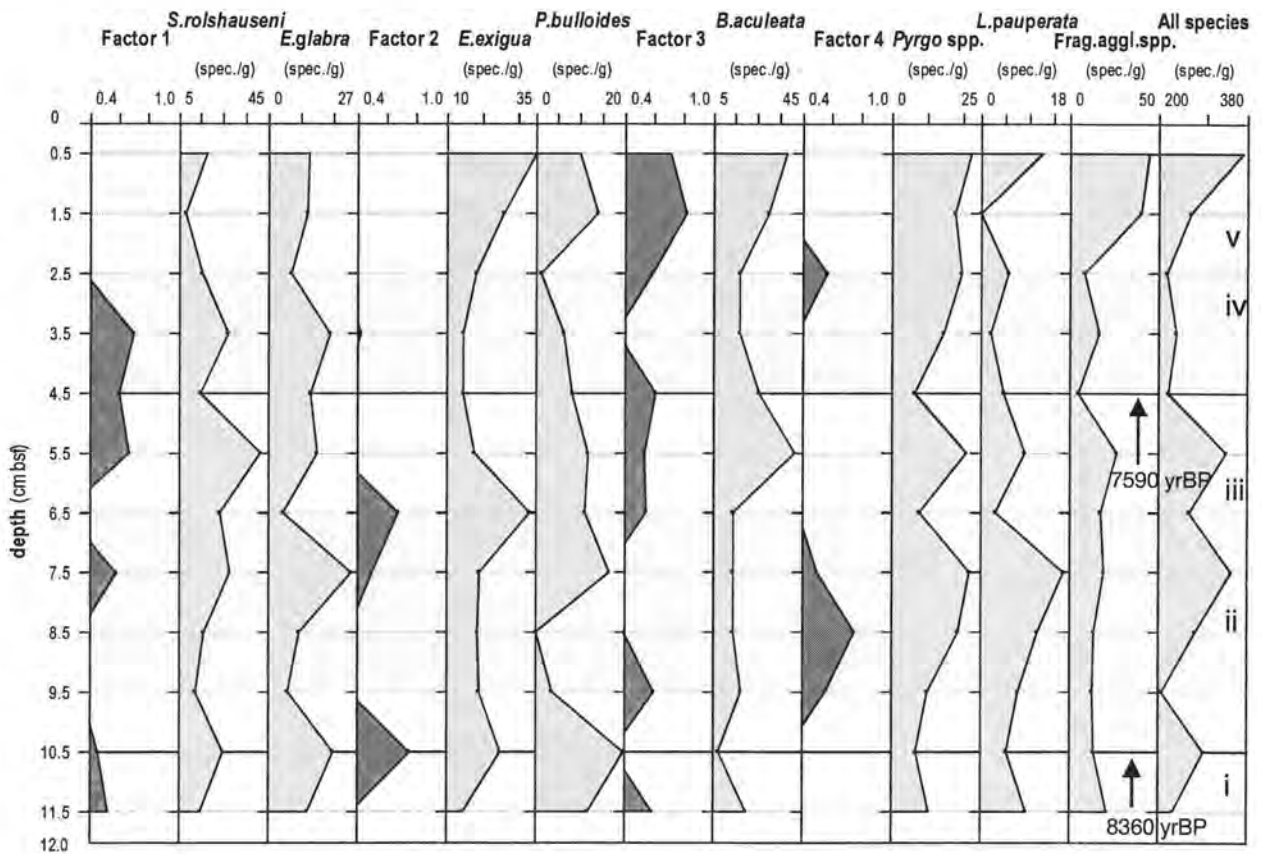 S.rolshauseni P.bulloides B.aculeata L.pauperata All species
Factor 1 E.glabra Factor 2 E.exigua Factor 3 Factor 4 Pyrgo spp. Frag.aggl.spp.
(spec./g) (spec./g) (spec./g) (spec./g) (spec./g) (spec./g) (spec./g) (spec./g) (spec./g)
0.4 1.0 5 45 0 27 0.4 1.0 10 35 0 20 0.4 1.0 5 45 0.4 1.0 0 25 0 18 0 50 200 380
0
0.5
1.5
v
2.5
iv
3.5
4.5
5.5
7590 yrBP
iii
6.5
depth (cmbsf)
7.5
ii
8.5
9.5
10.5
i
11.5
8360 yrBP
12.0